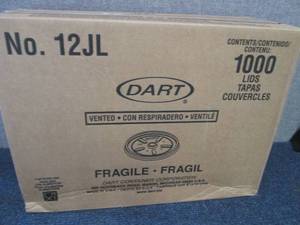 No. 12JL
CONTENTS/CONTENIDO/
CONTENU:
1000
LIDS
TAPAS
COUVERCLES
DART
VENTED • CON RESPIRADERO • VENTILÉ
FRAGILE • FRAGIL
DART CONTAINER CORPORATION